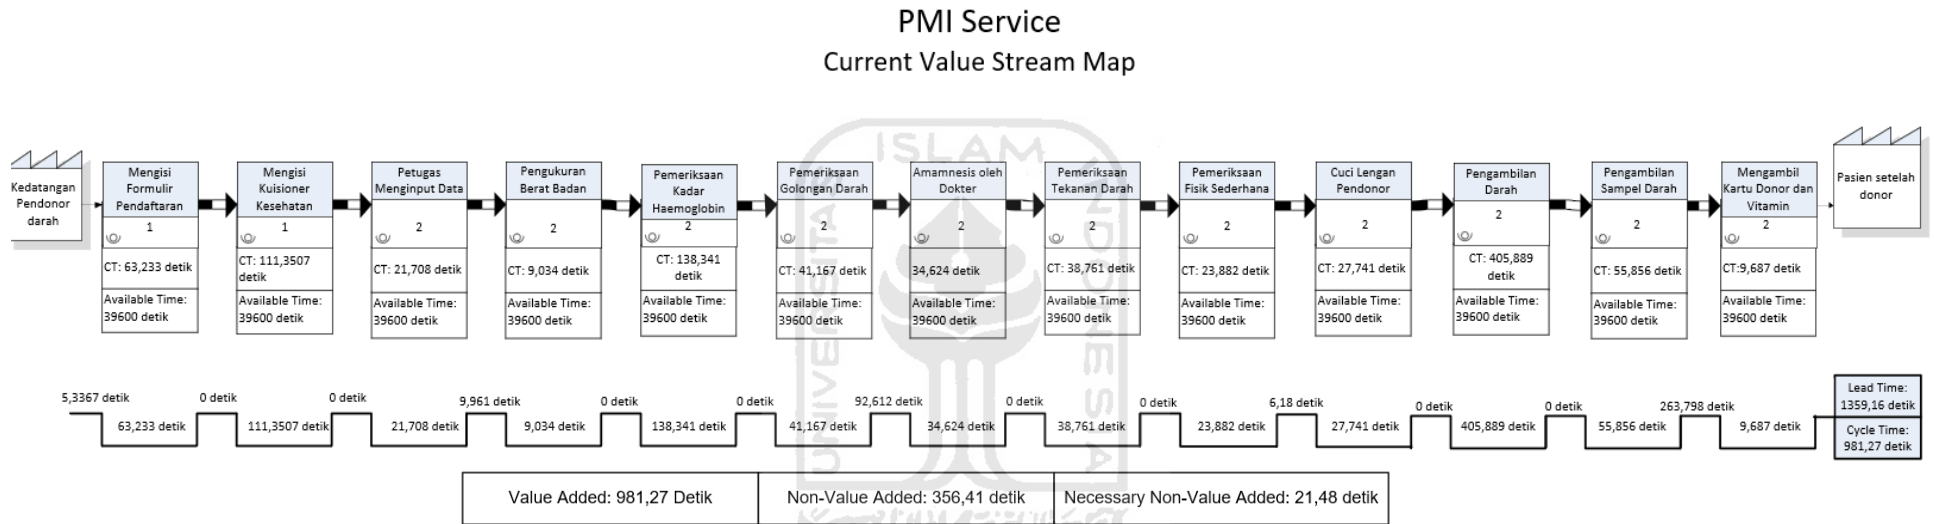 PMI Service
Current Value Stream Map
Kedatangan
Pendonor
darah
Mengisi
Formulir
Pendaftaran
1
CT: 63,233 detik
Available Time:
39600 detik
Mengisi
Kuisioner
Kesehatan
1
CT: 111,3507
detik
Available Time:
39600 detik
Petugas
Menginput Data
2
CT: 21,708 detik
Available Time:
39600 detik
Pengukuran
Berat Badan
2
CT: 9,034 detik
Available Time:
39600 detik
Pemeriksaan
Kadar
Haemoglobin
2
CT: 138,341
detik
Available Time:
39600 detik
Pemeriksaan
Golongan Darah
2
CT: 41,167 detik
Available Time:
39600 detik
Amamnesis oleh
Dokter
2
34,624 detik
Available Time:
39600 detik
Pemeriksaan
Tekanan Darah
2
CT: 38,761 detik
Available Time:
39600 detik
Pemeriksaan
Fisik Sederhana
2
CT: 23,882 detik
Available Time:
39600 detik
Cuci Lengan
Pendonor
2
CT: 27,741 detik
Available Time:
39600 detik
Pengambilan
Darah
2
CT: 405,889
detik
Available Time:
39600 detik
Pengambilan
Sampel Darah
2
CT: 55,856 detik
Available Time:
39600 detik
Mengambil
Kartu Donor dan
Vitamin
2
CT:9,687 detik
Available Time:
39600 detik
Pasien setelah
donor
5,3367 detik
63,233 detik
0 detik
111,3507 detik
0 detik
21,708 detik
9,961 detik
9,034 detik
0 detik
138,341 detik
0 detik
41,167 detik
92,612 detik
34,624 detik
0 detik
38,761 detik
0 detik
23,882 detik
6,18 detik
27,741 detik
0 detik
405,889 detik
0 detik
55,856 detik
263,798 detik
9,687 detik
Lead Time:
1359,16 detik
Cycle Time:
981,27 detik
Value Added: 981,27 Detik
Non-Value Added: 356,41 detik
Necessary Non-Value Added: 21,48 detik
UNIVERSITAS
ISLAM
INDONESIA